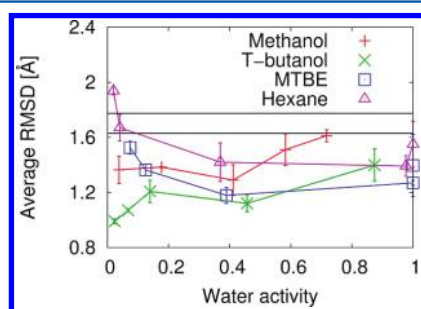 2.4
2
1.6
1.2
0.8
Average RMSD [Å]
Methanol
T-butanol
MTBE
Hexane
0
0.2
0.4
0.6
0.8
1
Water activity